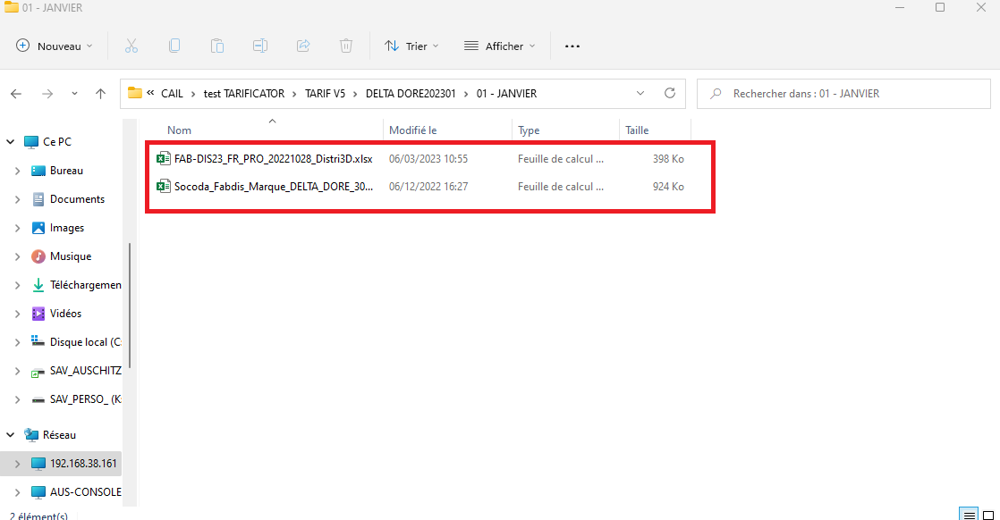 01 - JANVIER
Nouveau
Trier
Afficher
« CAIL > test TARIFICATOR > TARIF V5 > DELTA DORE202301 > 01 - JANVIER
Rechercher dans : 01 - JANVIER
Nom Modifié le Type Taille
FAB-DIS23_FR_PRO_20221028_Distri3D.xlsx 06/03/2023 10:55 Feuille de calcul ... 398 Ko
Socoda_Fabdis_Marque_DELTA_DORE_30... 06/12/2022 16:27 Feuille de calcul ... 924 Ko
Ce PC
Bureau
Documents
Images
Musique
Téléchargemen
Vidéos
Disque local (C:
SAV_AUSCHITZ
SAV_PERSO_ (K:
Réseau
192.168.38.161
AUS-CONSOLE
2 élément(s)